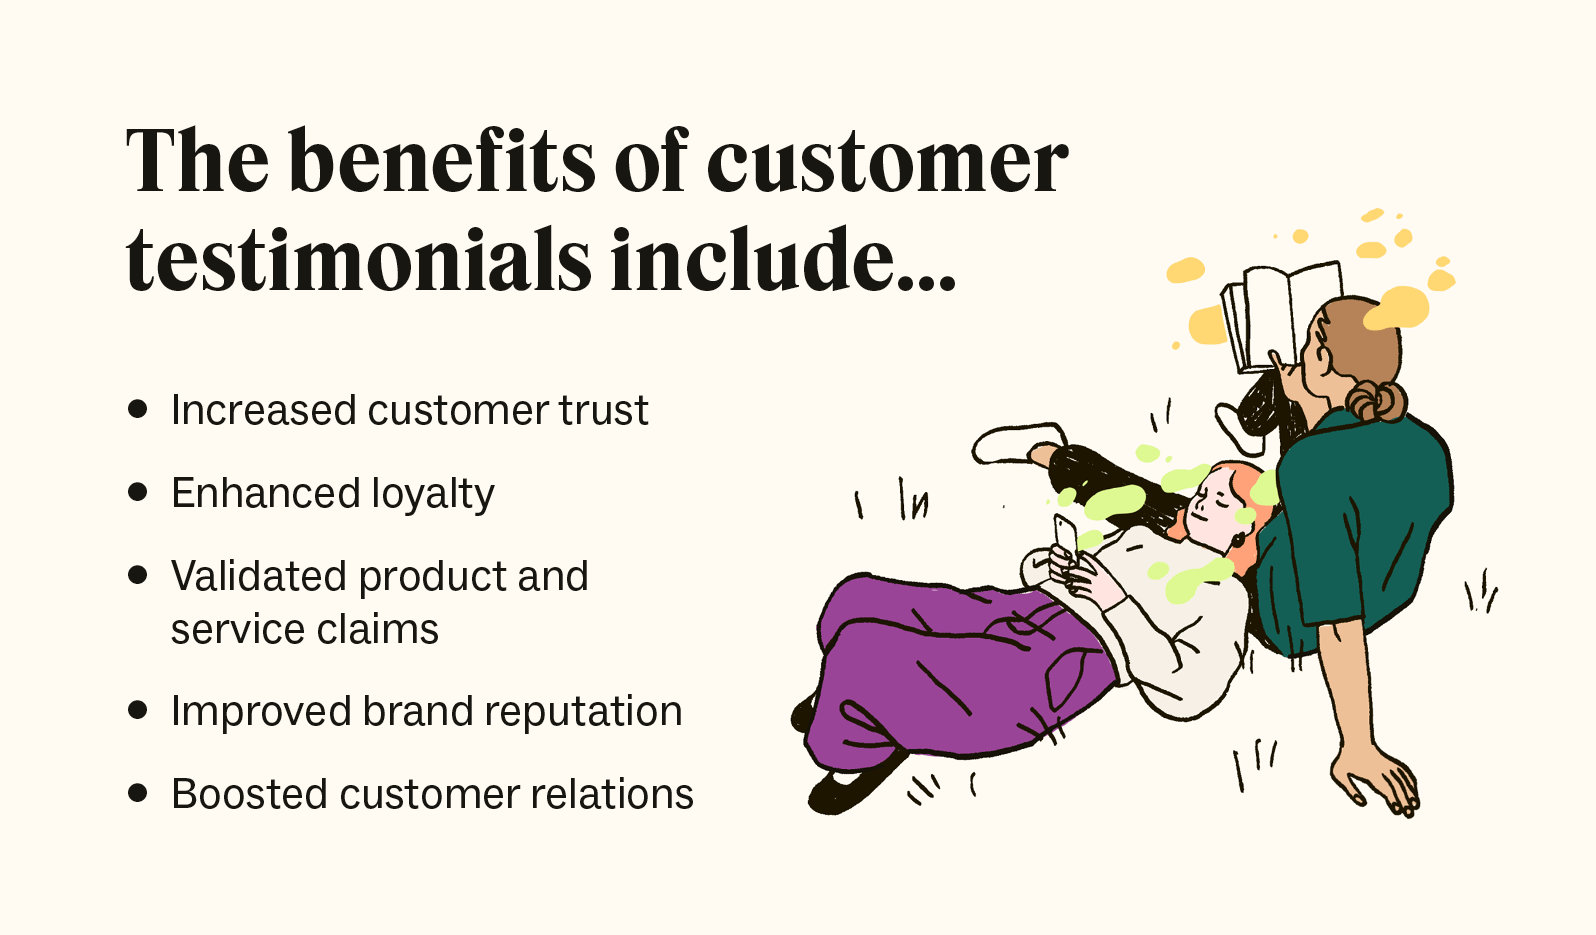 The benefits of customer
testimonials include...
• Increased customer trust
• Enhanced loyalty
• Validated product and
service claims
• Improved brand reputation
• Boosted customer relations